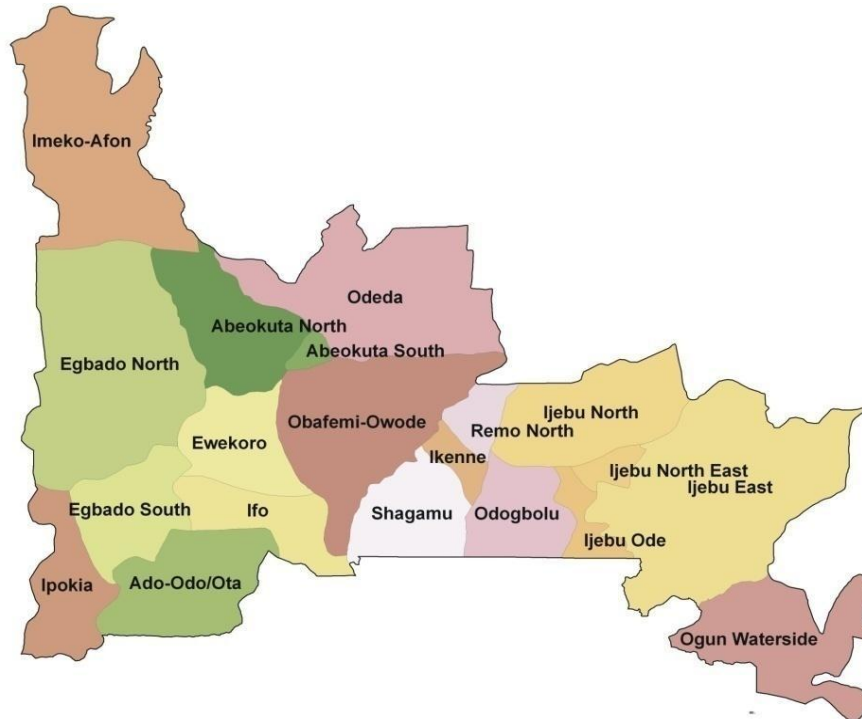 Imeko-Afon
Odeda
Abeokuta North
Abeokuta South
Egbado North
Obafemi-Owode
Ijebu North
Remo North
Ewekoro
Ikenne
Ijebu North East
Ijebu East
Egbado South
Ifo
Shagamu
Odogbolu
Ijebu Ode
Ipokia
Ado-Odo/Ota
Ogun Waterside